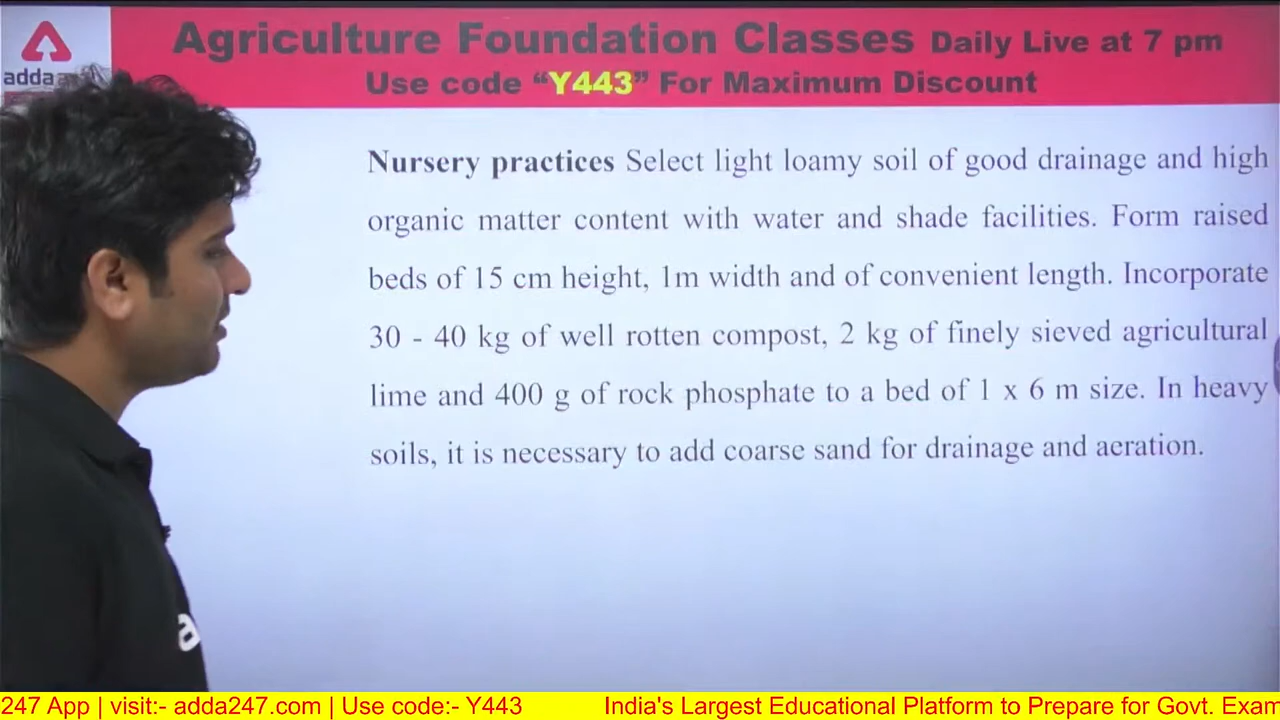 adda
Agriculture Foundation Classes Daily Live at 7 pm
Use code “Y443” For Maximum Discount
Nursery practices Select light loamy soil of good drainage and high
organic matter content with water and shade facilities. Form raised
beds of 15 cm height, 1m width and of convenient length. Incorporate
30 - 40 kg of well rotten compost, 2 kg of finely sieved agricultural
lime and 400 g of rock phosphate to a bed of 1 x 6 m size. In heavy
soils, it is necessary to add coarse sand for drainage and aeration.
a
247 App | visit:- adda247.com | Use code:- Y443 India's Largest Educational Platform to Prepare for Govt. Exam